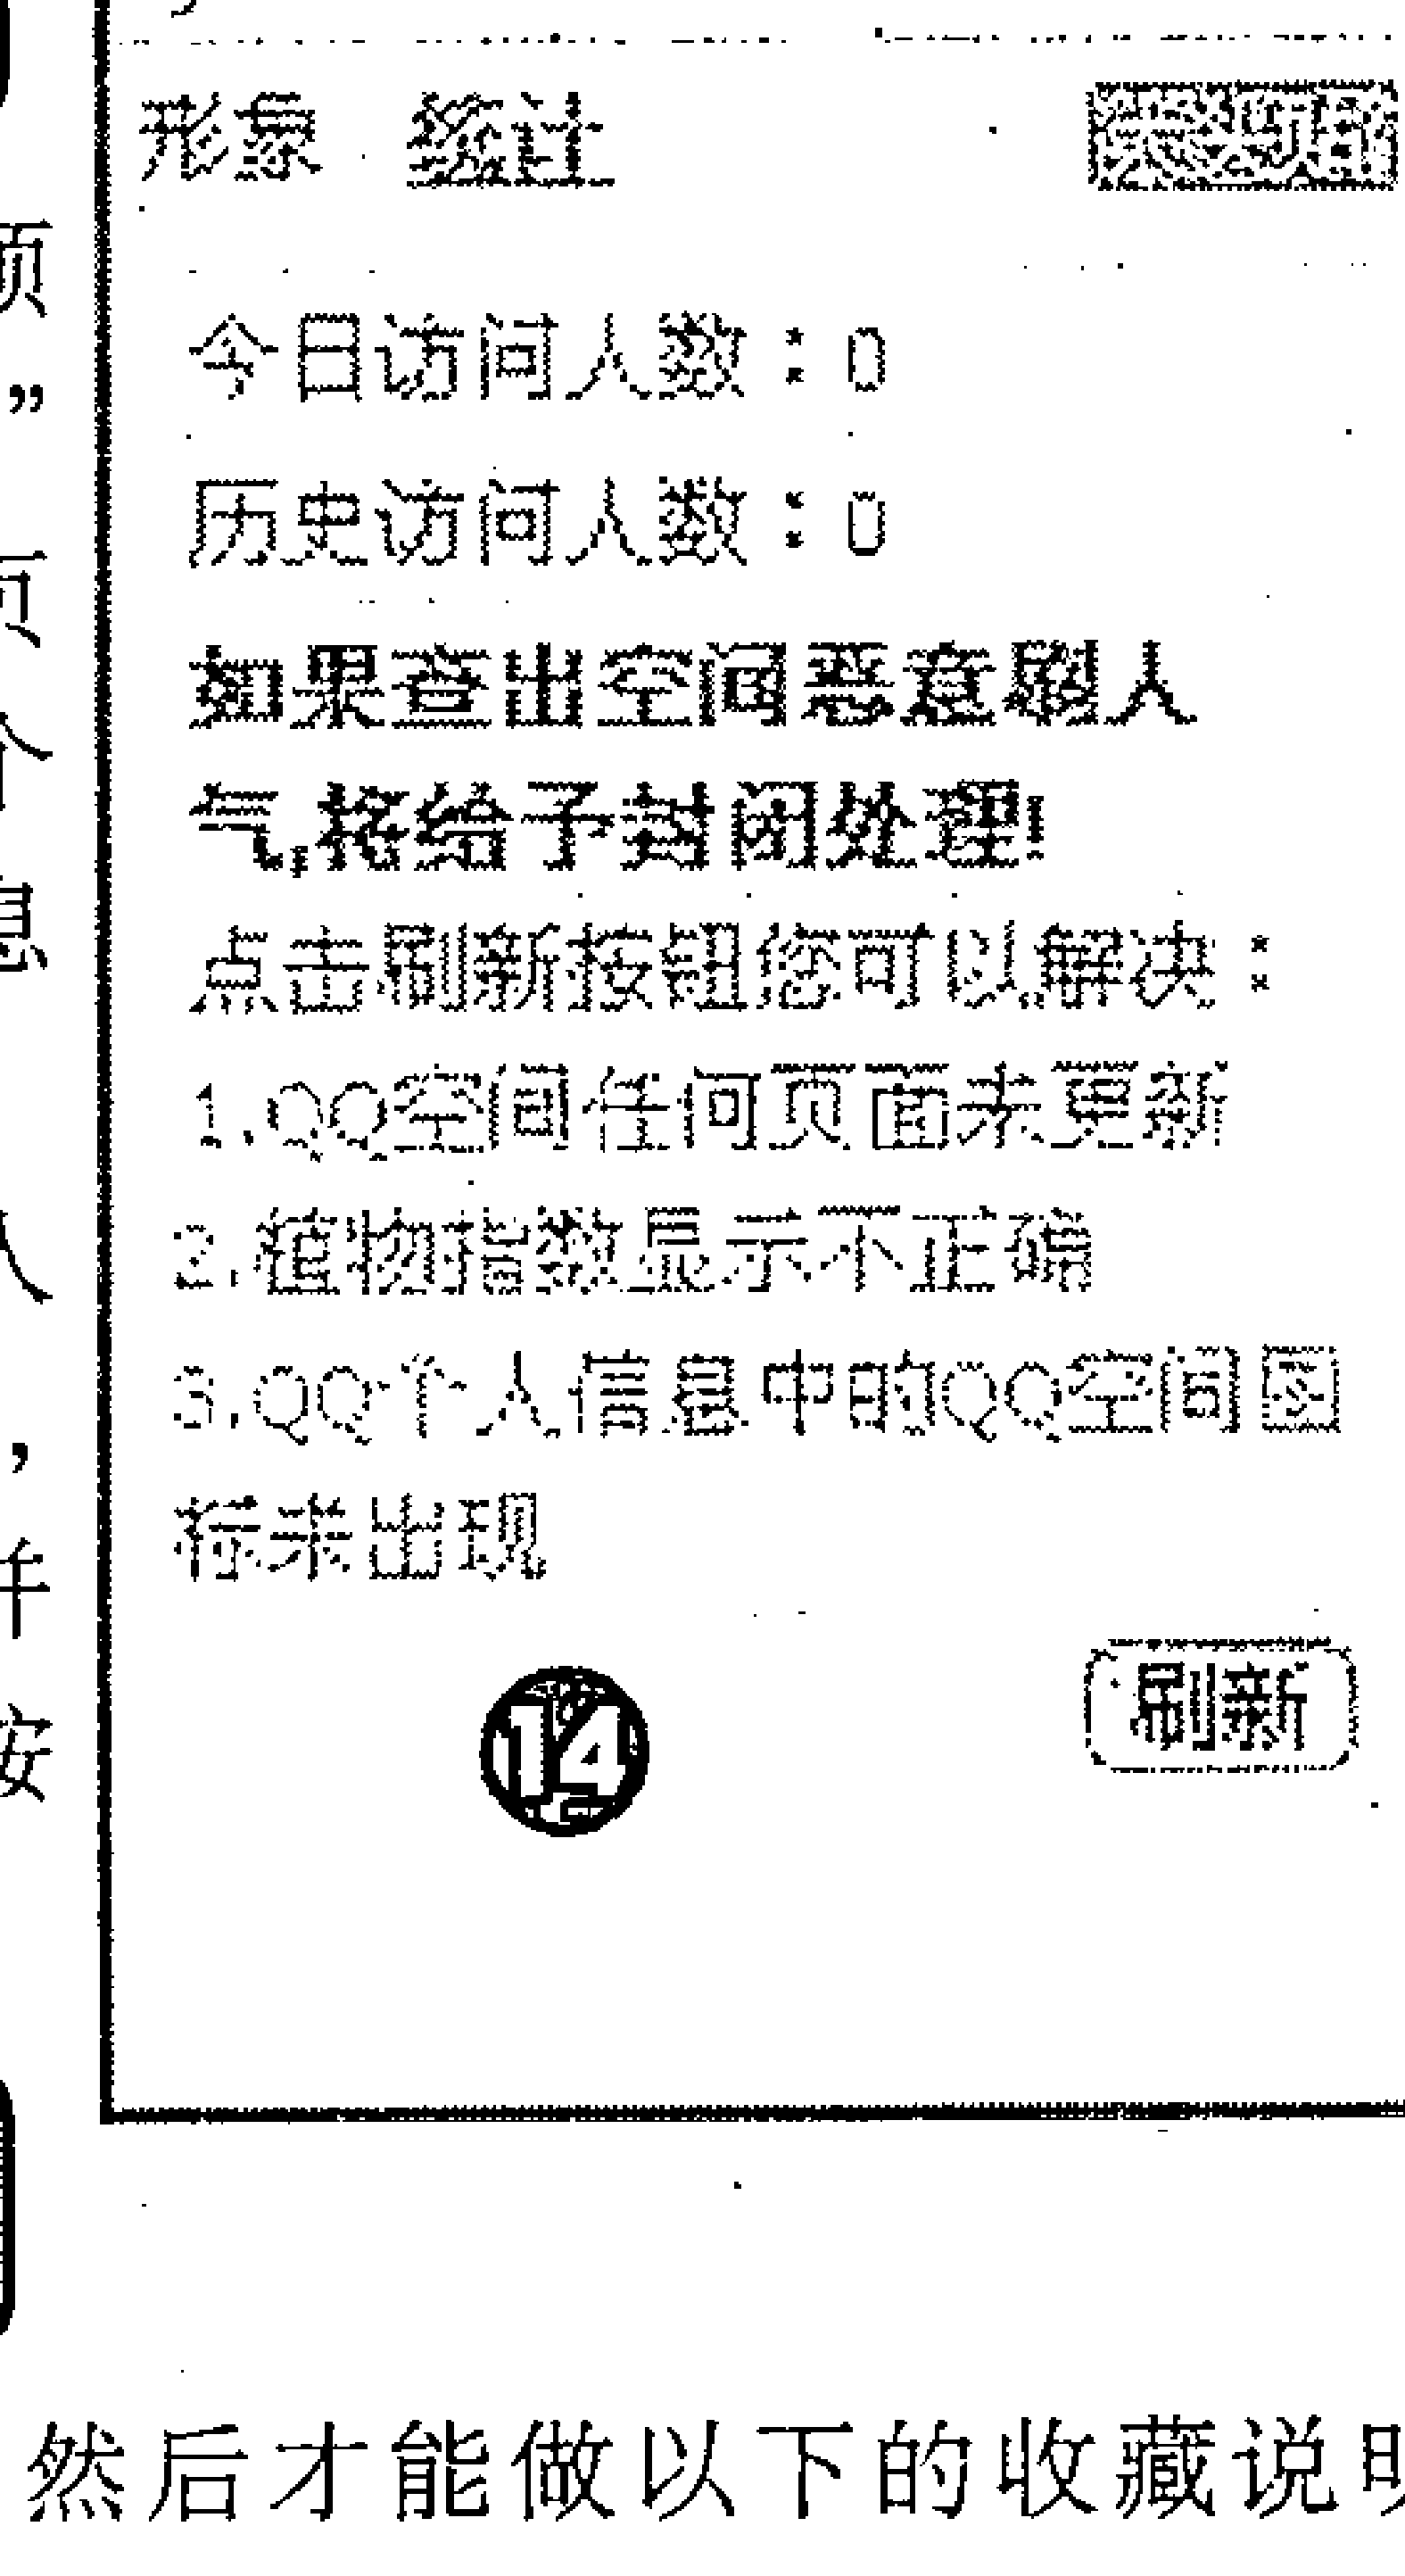 形象
今日访问人数：0
历史访问人数：0
如果查出空间恶意刷人
气,将给予封闭处理!
点击刷新按钮您可以解决：
1.QQ空间任何页面未更新
2.植物指数显示不正确
3.QQ个人信息中的QQ空间图
标未出现
刷新
14
然后才能做以下的收藏说明